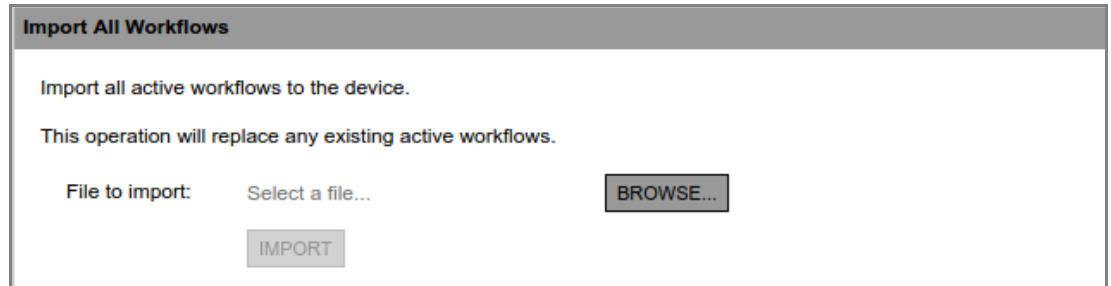 Import All Workflows
Import all active workflows to the device.
This operation will replace any existing active workflows.
File to import: Select a file... BROWSE...
IMPORT